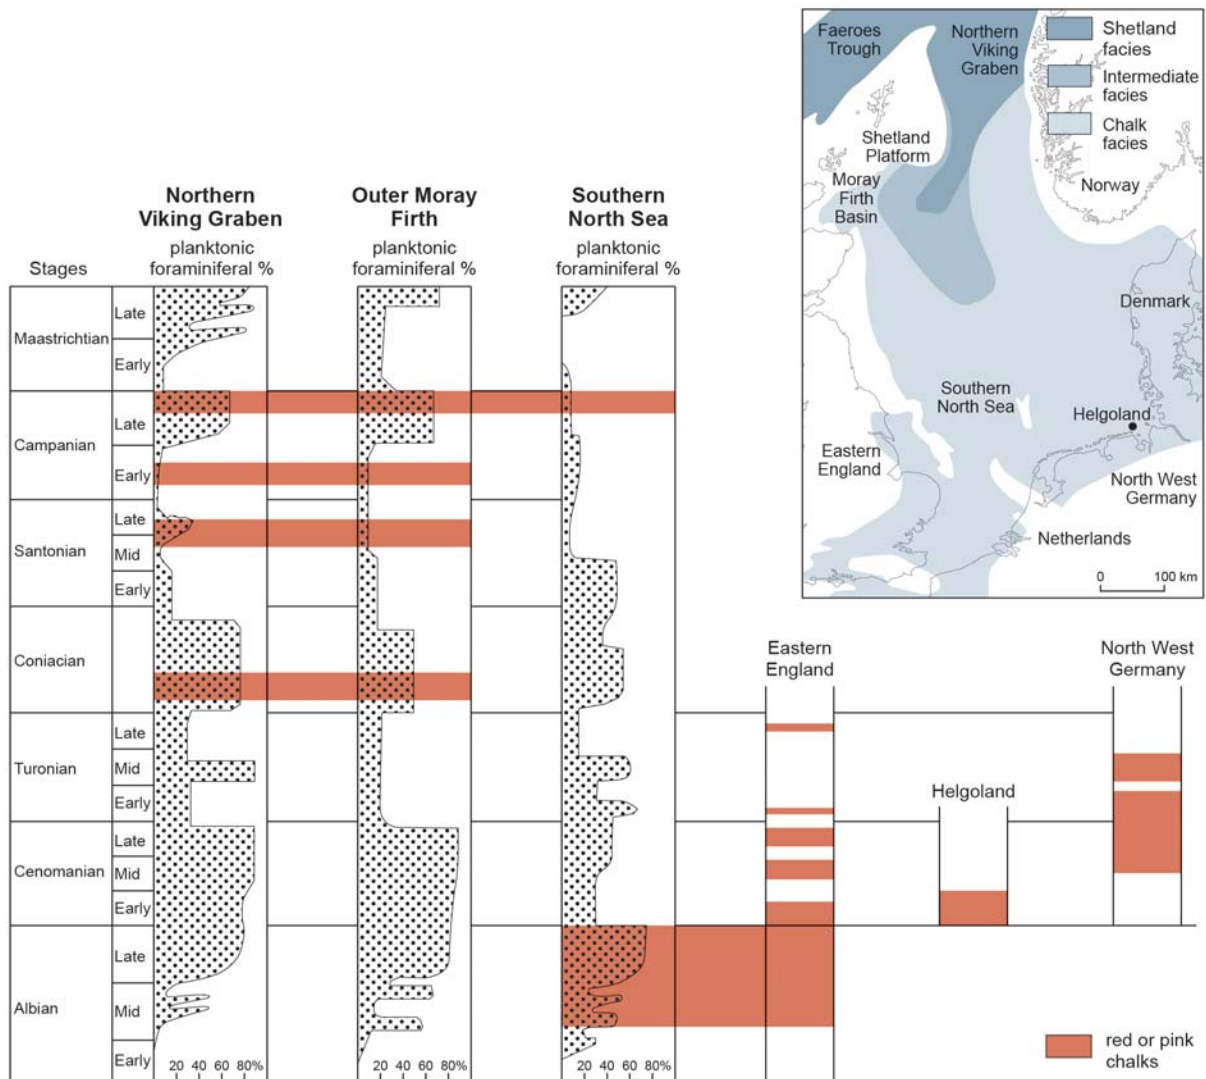 Faeroes
Trough
Northern
Viking
Graben
Shetland
facies
Intermediate
facies
Chalk
facies
Shetland
Platform
Moray
Firth
Basin
Norway
Denmark
Southern
North Sea
Helgoland
Eastern
England
North West
Germany
Netherlands
0 100 km
Northern
Viking Graben
planktonic
foraminiferal %
Outer Moray
Firth
planktonic
foraminiferal %
Southern
North Sea
planktonic
foraminiferal %
Stages
Maastrichtian
Late
Early
Campanian
Late
Early
Santonian
Late
Mid
Early
Coniacian
Turonian
Late
Mid
Early
Cenomanian
Late
Mid
Early
Albian
Late
Mid
Early
20 40 60 80%
20 40 60 80%
20 40 60 80%
Eastern
England
Helgoland
North West
Germany
red or pink
chalks